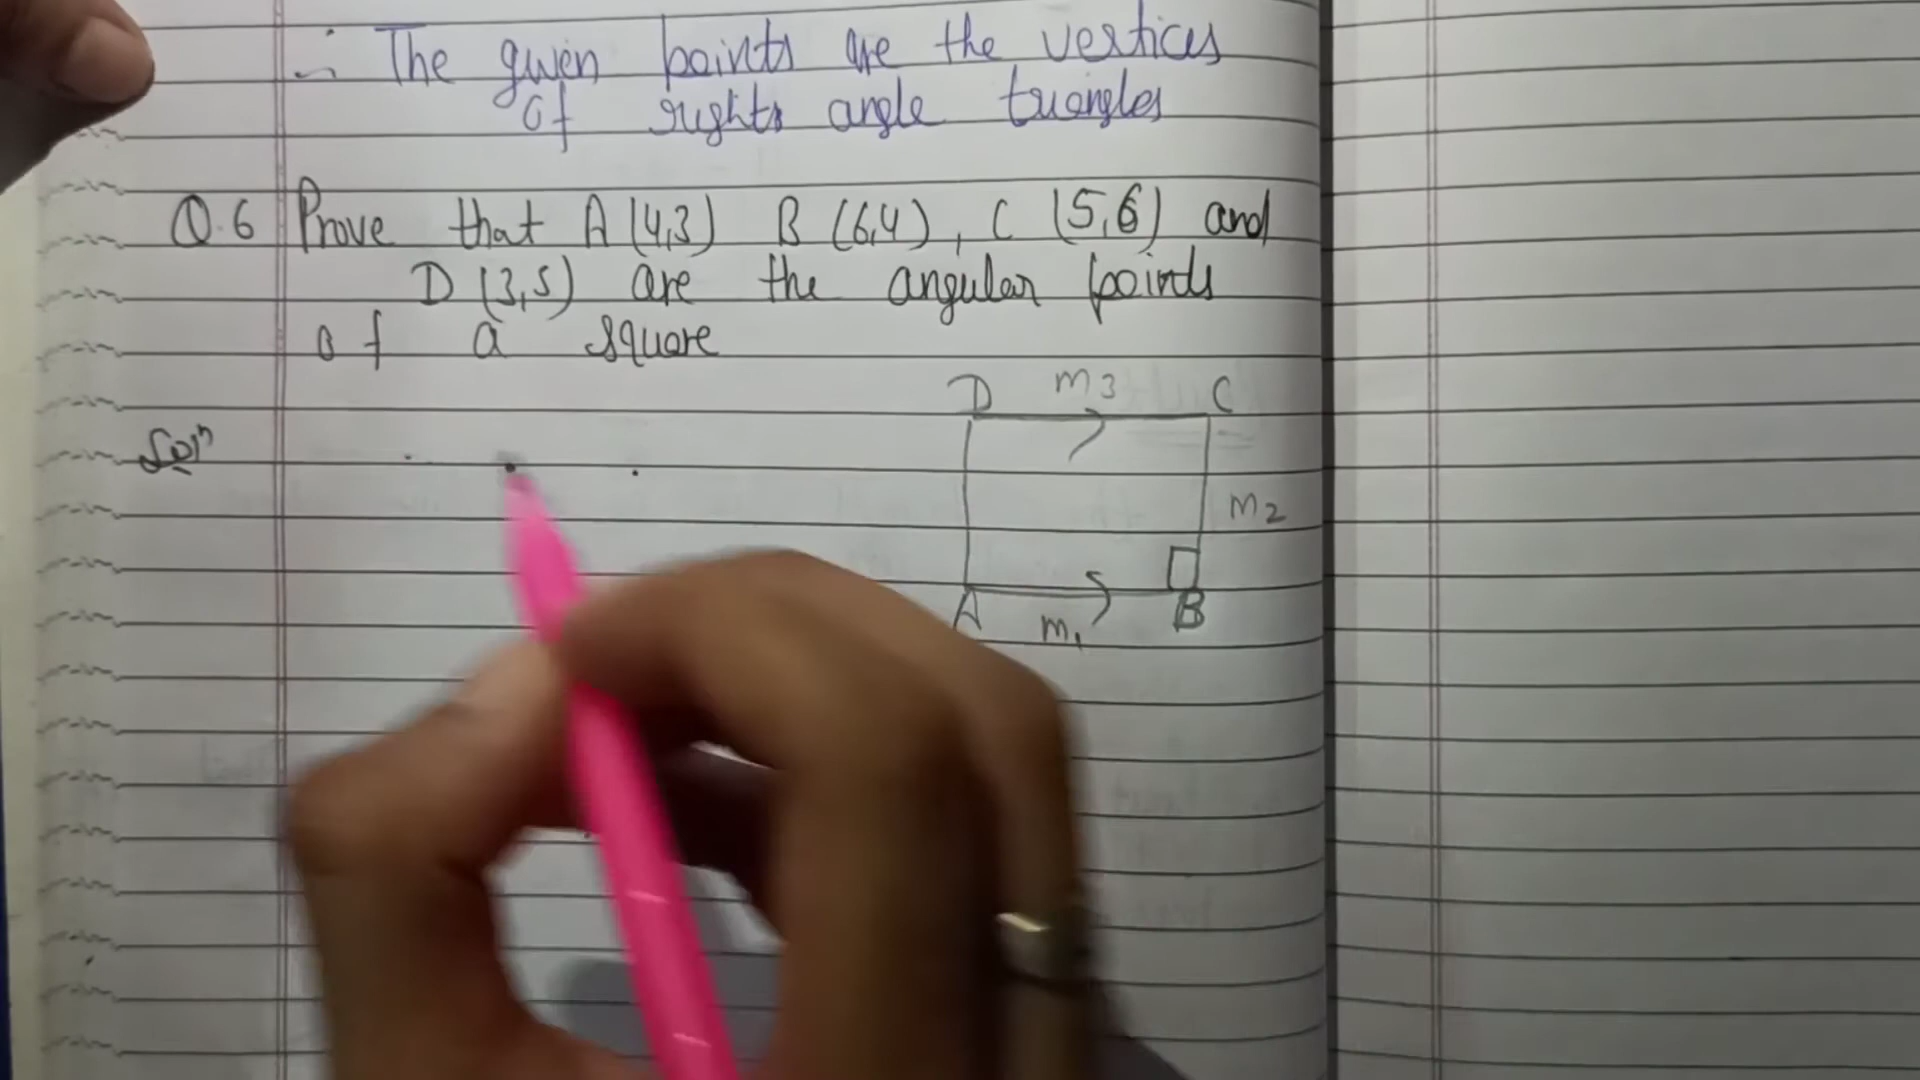 ∴ The given points are the vertices
of rights angle triangles
Q.6 Prove that A (4,3) B (6,4), C (5,6) and
D (3,5) are the angular points
of a square
D m3 C
Soln
m2
A m1 B